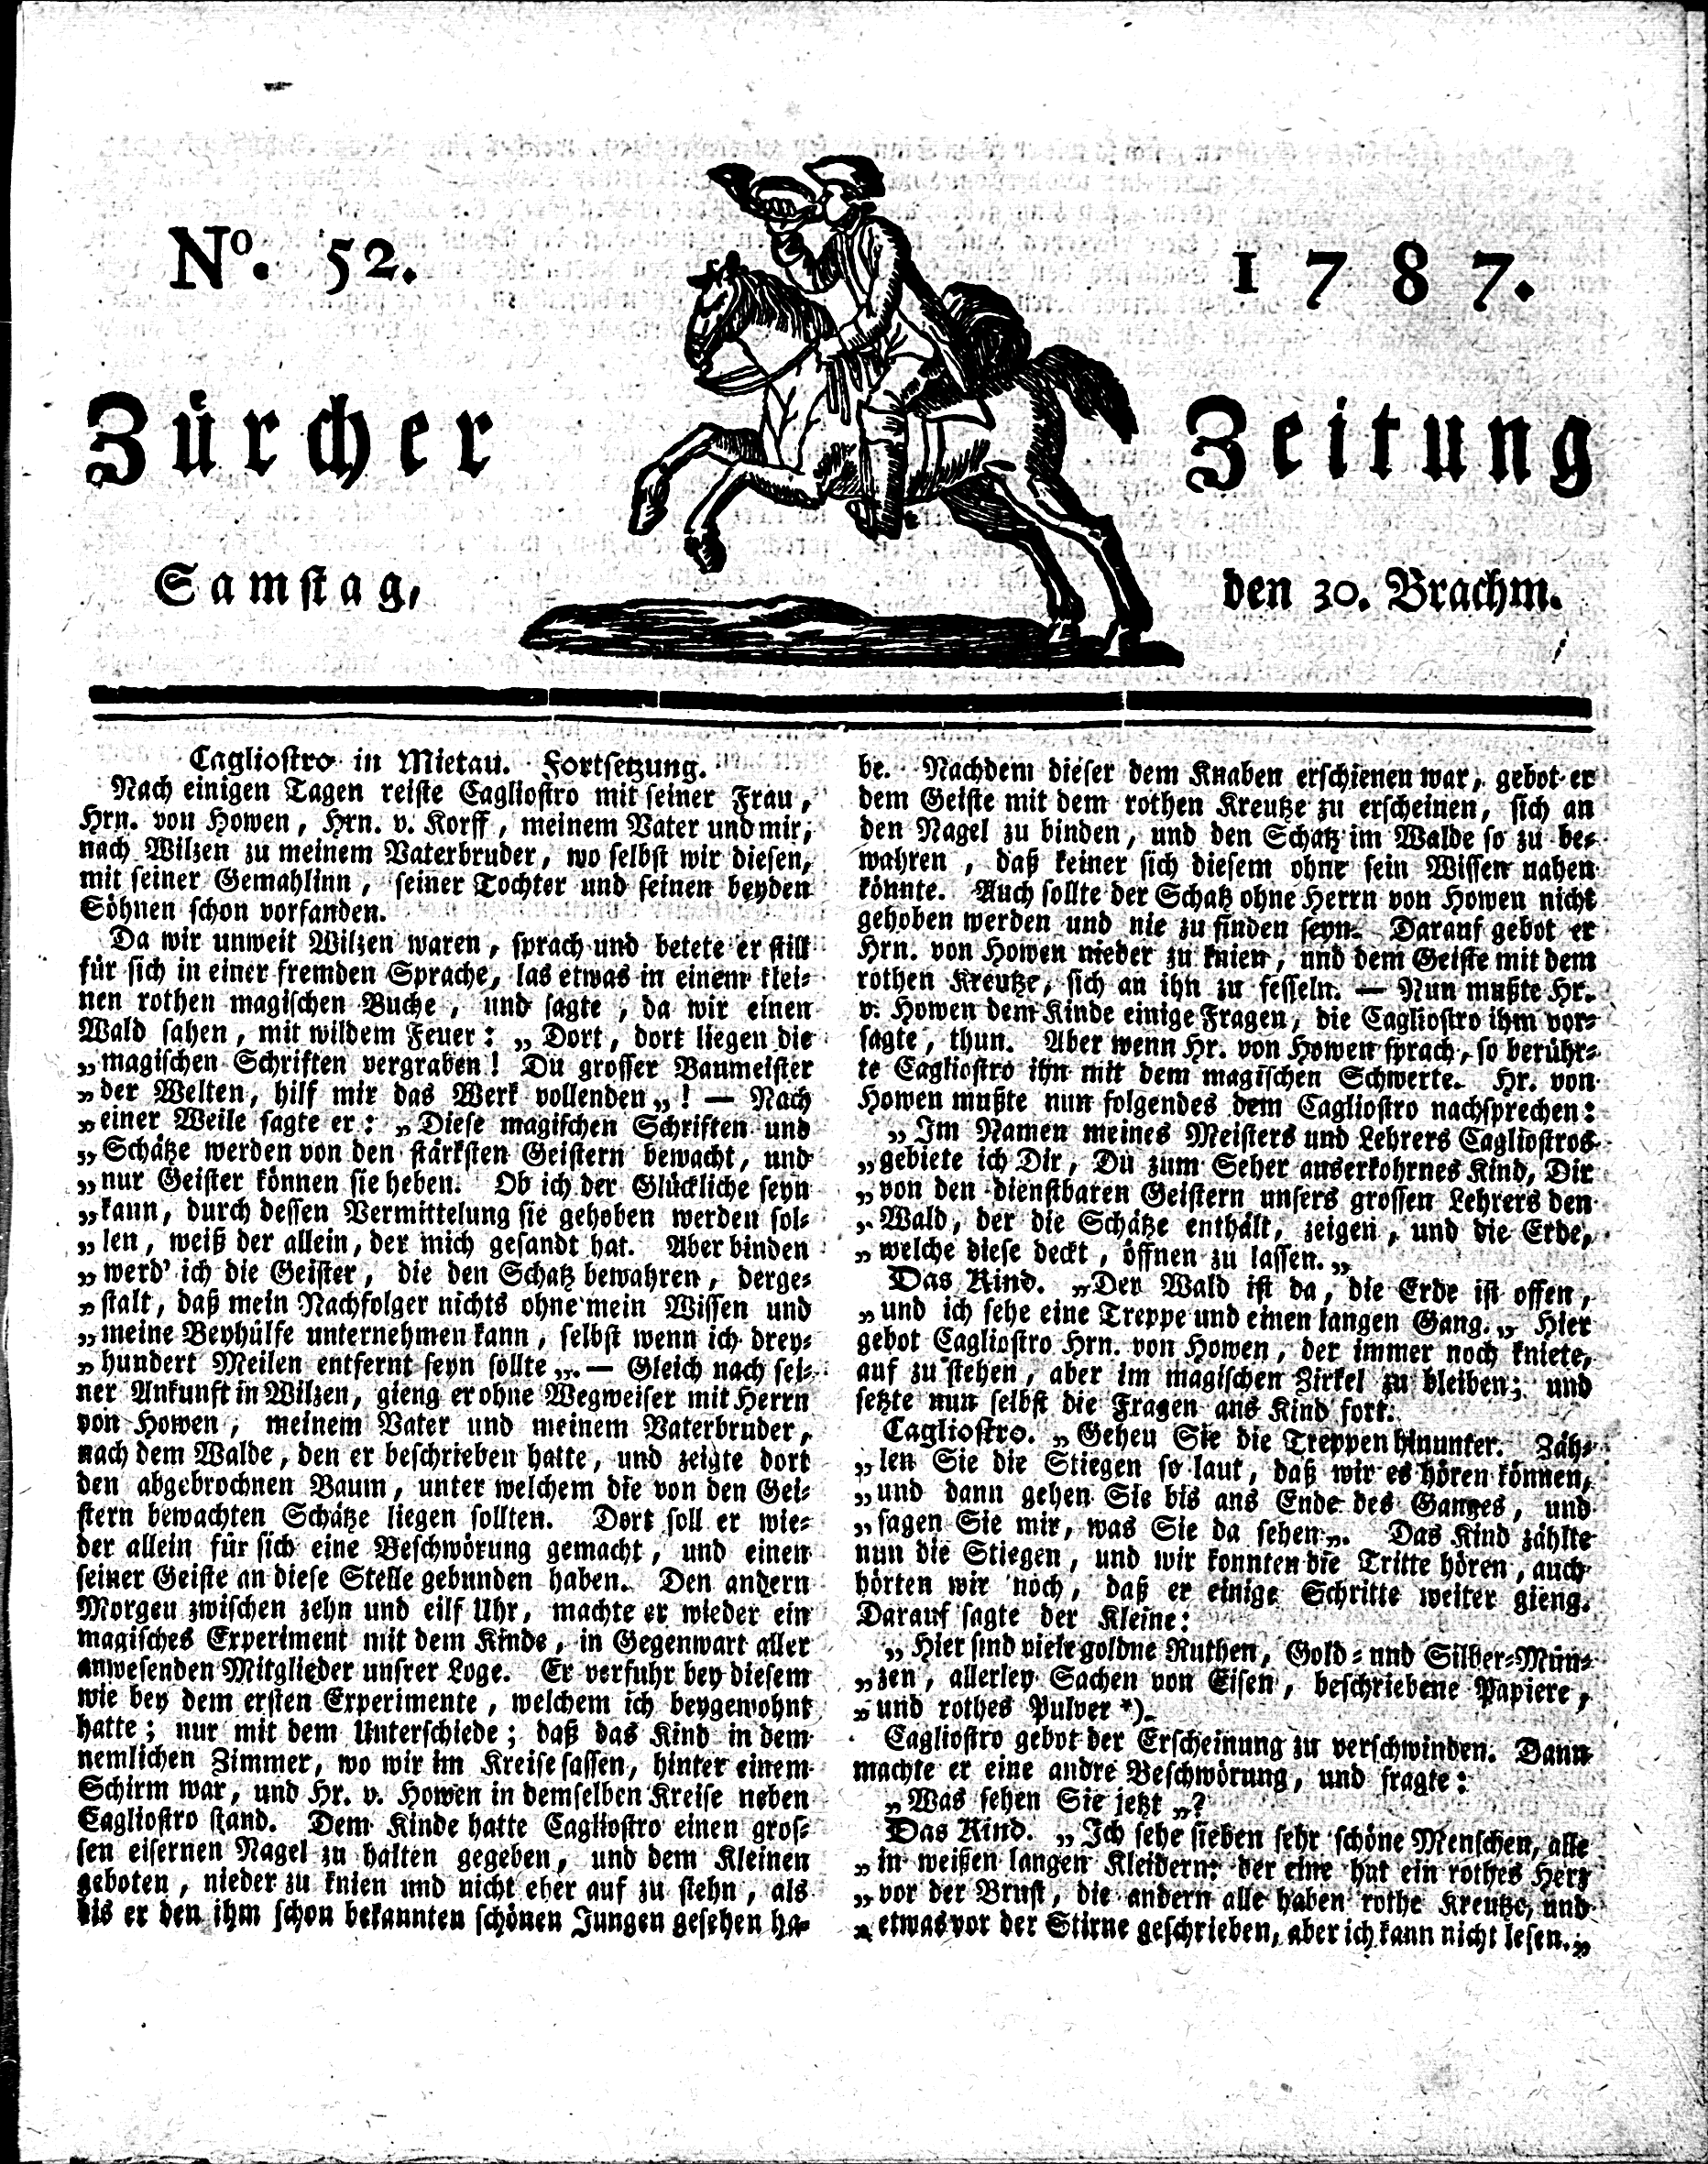 No. 52.
1787.
Zürcher Zeitung
Samstag,
den 30. Brachm.
Cagliostro in Mietau. Fortsetzung.
Nach einigen Tagen reiste Cagliostro mit seiner Frau,
Hrn. von Howen, Hrn. v. Korff, meinem Vater und mir,
nach Wilzen zu meinem Vaterbruder, wo selbst wir diesen,
mit seiner Gemahlinn, seiner Tochter und seinen beyden
Söhnen schon vorfanden.
Da wir unweit Wilzen waren, sprach und betete er still
für sich in einer fremden Sprache, las etwas in einem klei-
nen rothen magischen Buche, und sagte, da wir einen
Wald sahen, mit wildem Feuer: „Dort, dort liegen die
„magischen Schriften vergraben! Du grosser Baumeister
„der Welten, hilf mir das Werk vollenden„! — Nach
„einer Weile sagte er: „Diese magischen Schriften und
„Schätze werden von den stärksten Geistern bewacht, und
„nur Geister können sie heben. Ob ich der Glückliche seyn
„kann, durch dessen Vermittelung sie gehoben werden sol-
„len, weiß der allein, der mich gesandt hat. Aber binden
„werd' ich die Geister, die den Schatz bewahren, derge-
„stalt, daß mein Nachfolger nichts ohne mein Wissen und
„meine Beyhülfe unternehmen kann, selbst wenn ich drey-
„hundert Meilen entfernt seyn sollte„. — Gleich nach sei-
ner Ankunft in Wilzen, gieng er ohne Wegweiser mit Herrn
von Howen, meinem Vater und meinem Vaterbruder,
nach dem Walde, den er beschrieben hatte, und zeigte dort
den abgebrochnen Baum, unter welchem die von den Gei-
stern bewachten Schätze liegen sollten. Dort soll er wie-
der allein für sich eine Beschwörung gemacht, und einen
seiner Geiste an diese Stelle gebunden haben. Den andern
Morgen zwischen zehn und eilf Uhr, machte er wieder ein
magisches Experiment mit dem Kinde, in Gegenwart aller
anwesenden Mitglieder unsrer Loge. Er verfuhr bey diesem
wie bey dem ersten Experimente, welchem ich beygewohnt
hatte; nur mit dem Unterschiede; daß das Kind in dem
nemlichen Zimmer, wo wir im Kreise sassen, hinter einem
Schirm war, und Hr. v. Howen in demselben Kreise neben
Cagliostro stand. Dem Kinde hatte Cagliostro einen gros-
sen eisernen Nagel zu halten gegeben, und dem Kleinen
geboten, nieder zu knien und nicht eher auf zu stehn, als
bis er den ihm schon bekannten schönen Jungen gesehen ha-
be. Nachdem dieser dem Knaben erschienen war, gebot er
dem Geiste mit dem rothen Kreutze zu erscheinen, sich an
den Nagel zu binden, und den Schatz im Walde so zu be-
wahren, daß keiner sich diesem ohne sein Wissen nahen
könnte. Auch sollte der Schatz ohne Herrn von Howen nicht
gehoben werden und nie zu finden seyn. Darauf gebot er
Hrn. von Howen nieder zu knien, und dem Geiste mit dem
rothen Kreutze, sich an ihn zu fesseln. — Nun mußte Hr.
v. Howen dem Kinde einige Fragen, die Cagliostro ihm vor-
sagte, thun. Aber wenn Hr. von Howen sprach, so berühr-
te Cagliostro ihn mit dem magischen Schwerte. Hr. von
Howen mußte nun folgendes dem Cagliostro nachsprechen:
„Im Namen meines Meisters und Lehrers Cagliostros
„gebiete ich Dir, Du zum Seher auserkohrnes Kind, Dir
„von den dienstbaren Geistern unsers grossen Lehrers den
„Wald, der die Schätze enthält, zeigen, und die Erde,
„welche diese deckt, öffnen zu lassen.„
Das Kind. „Der Wald ist da, die Erde ist offen,
„und ich sehe eine Treppe und einen langen Gang.„ Hier
gebot Cagliostro Hrn. von Howen, der immer noch kniete,
auf zu stehen, aber im magischen Zirkel zu bleiben; und
setzte nun selbst die Fragen ans Kind fort.
Cagliostro. „Gehen Sie die Treppen hinunter. Zäh-
„len Sie die Stiegen so laut, daß wir es hören können,
„und dann gehen Sie bis ans Ende des Ganges, und
„sagen Sie mir, was Sie da sehen„. Das Kind zählte
nun die Stiegen, und wir konnten die Tritte hören, auch
hörten wir noch, daß er einige Schritte weiter gieng.
Darauf sagte der Kleine:
„Hier sind viele goldne Ruthen, Gold- und Silber-Mün-
„zen, allerley Sachen von Eisen, beschriebene Papiere,
„und rothes Pulver *).
Cagliostro gebot der Erscheinung zu verschwinden. Dann
machte er eine andre Beschwörung, und fragte:
„Was sehen Sie jetzt„?
Das Kind. „Ich sehe sieben sehr schöne Menschen, alle
„in weißen langen Kleidern: der eine hat ein rothes Herz
„vor der Brust, die andern alle haben rothe Kreutze, und
„etwas vor der Stirne geschrieben, aber ich kann nicht lesen.„